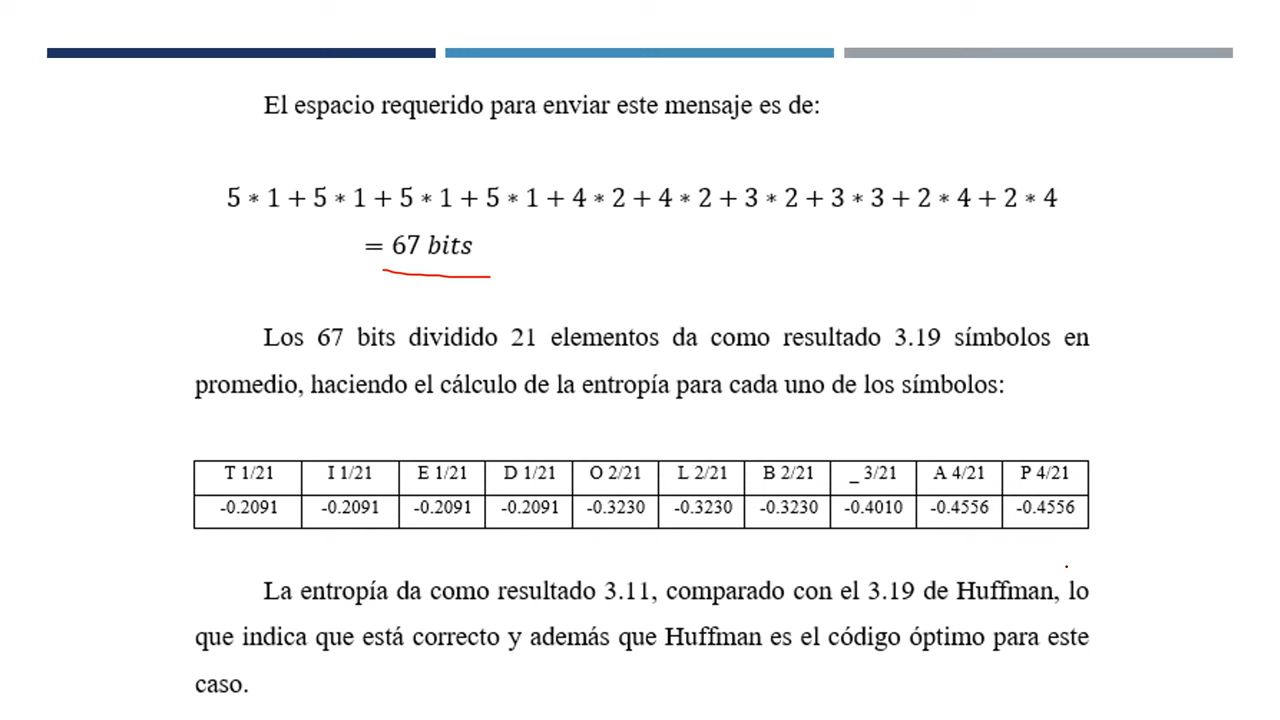 El espacio requerido para enviar este mensaje es de:
5 * 1 + 5 * 1 + 5 * 1 + 5 * 1 + 4 * 2 + 4 * 2 + 3 * 2 + 3 * 3 + 2 * 4 + 2 * 4
= 67 bits
Los 67 bits dividido 21 elementos da como resultado 3.19 símbolos en
promedio, haciendo el cálculo de la entropía para cada uno de los símbolos:
T 1/21 I 1/21 E 1/21 D 1/21 O 2/21 L 2/21 B 2/21 _ 3/21 A 4/21 P 4/21
-0.2091 -0.2091 -0.2091 -0.2091 -0.3230 -0.3230 -0.3230 -0.4010 -0.4556 -0.4556
La entropía da como resultado 3.11, comparado con el 3.19 de Huffman, lo
que indica que está correcto y además que Huffman es el código óptimo para este
caso.